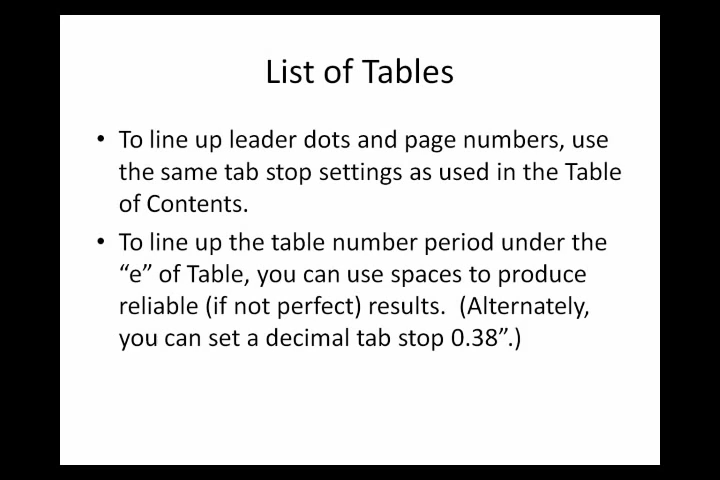 List of Tables
• To line up leader dots and page numbers, use
the same tab stop settings as used in the Table
of Contents.
• To line up the table number period under the
“e” of Table, you can use spaces to produce
reliable (if not perfect) results.  (Alternately,
you can set a decimal tab stop 0.38”.)